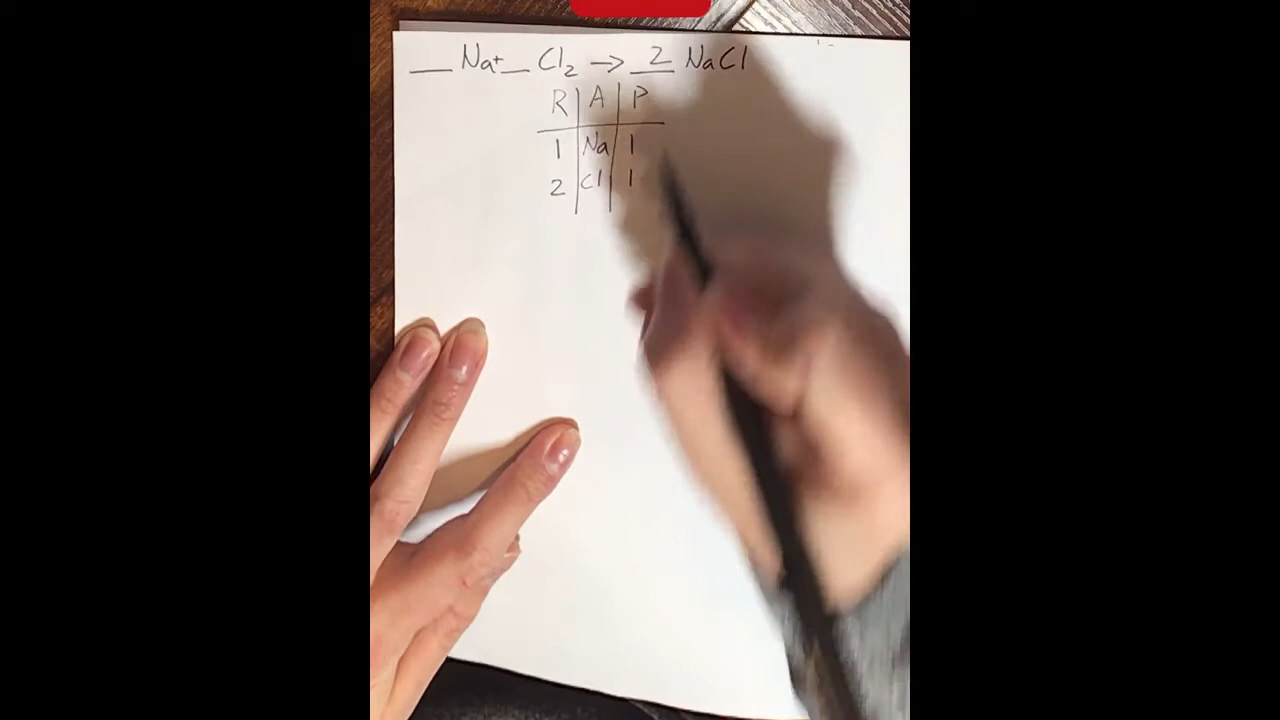 __ Na + __ Cl₂ → 2 NaCl
R | A | P
1 | Na | 1
2 | Cl | 1